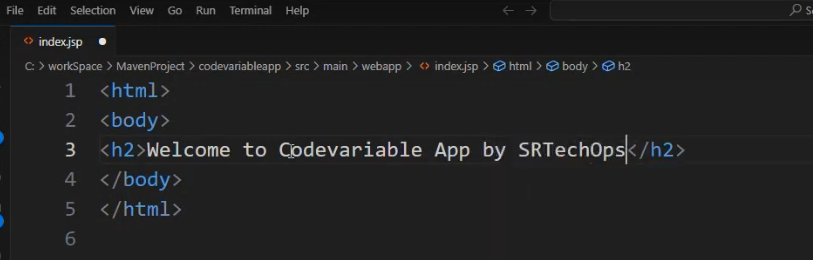 File Edit Selection View Go Run Terminal Help
index.jsp
C: > workSpace > MavenProject > codevariableapp > src > main > webapp > index.jsp > html > body > h2
1 <html>
2 <body>
3 <h2>Welcome to Codevariable App by SRTechOps</h2>
4 </body>
5 </html>
6